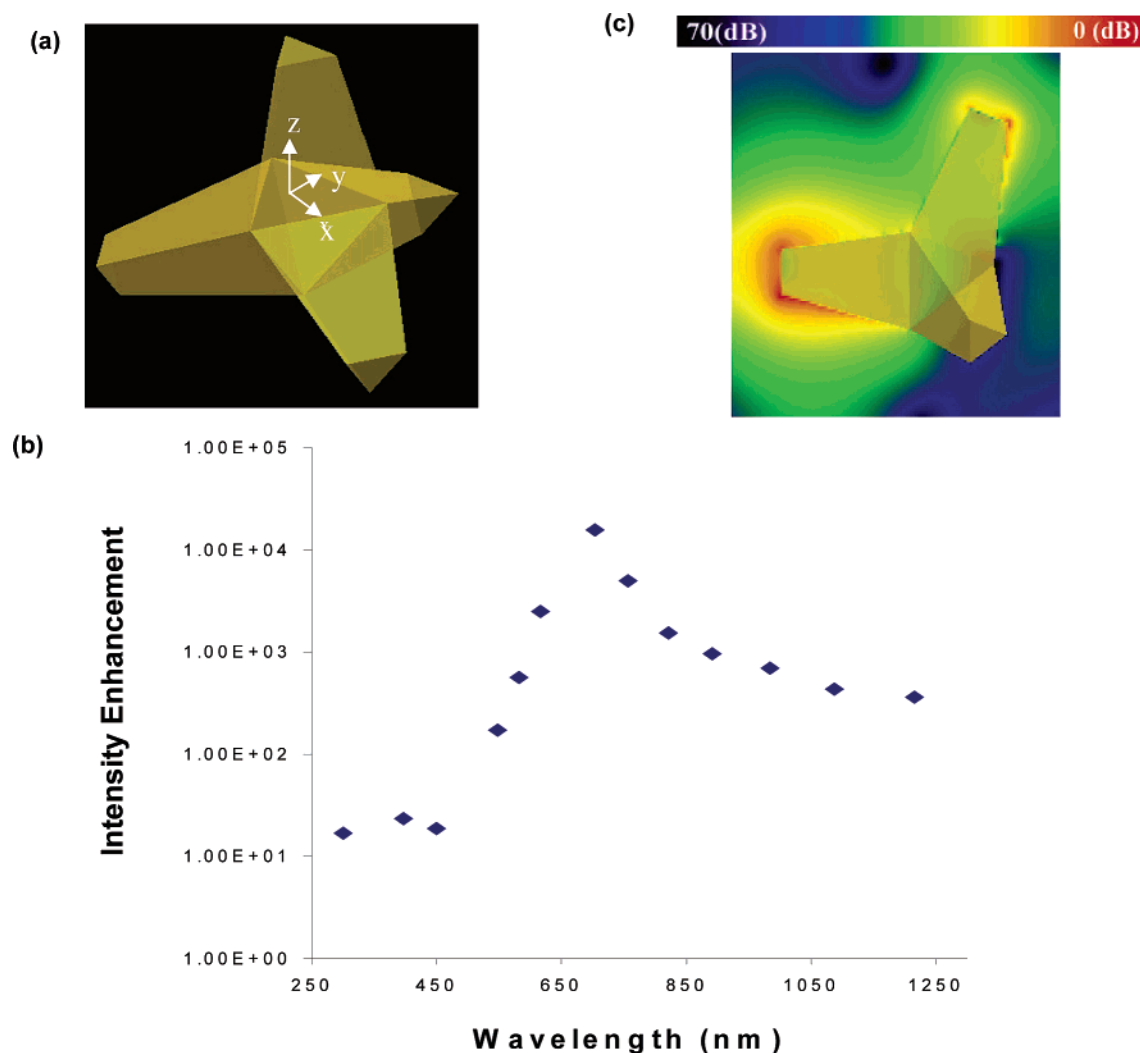 (a)
z
y
x
(c)
70(dB)
0 (dB)
(b)
Intensity Enhancement
1.00E+05
1.00E+04
1.00E+03
1.00E+02
1.00E+01
1.00E+00
250 450 650 850 1050 1250
Wavelength (nm)